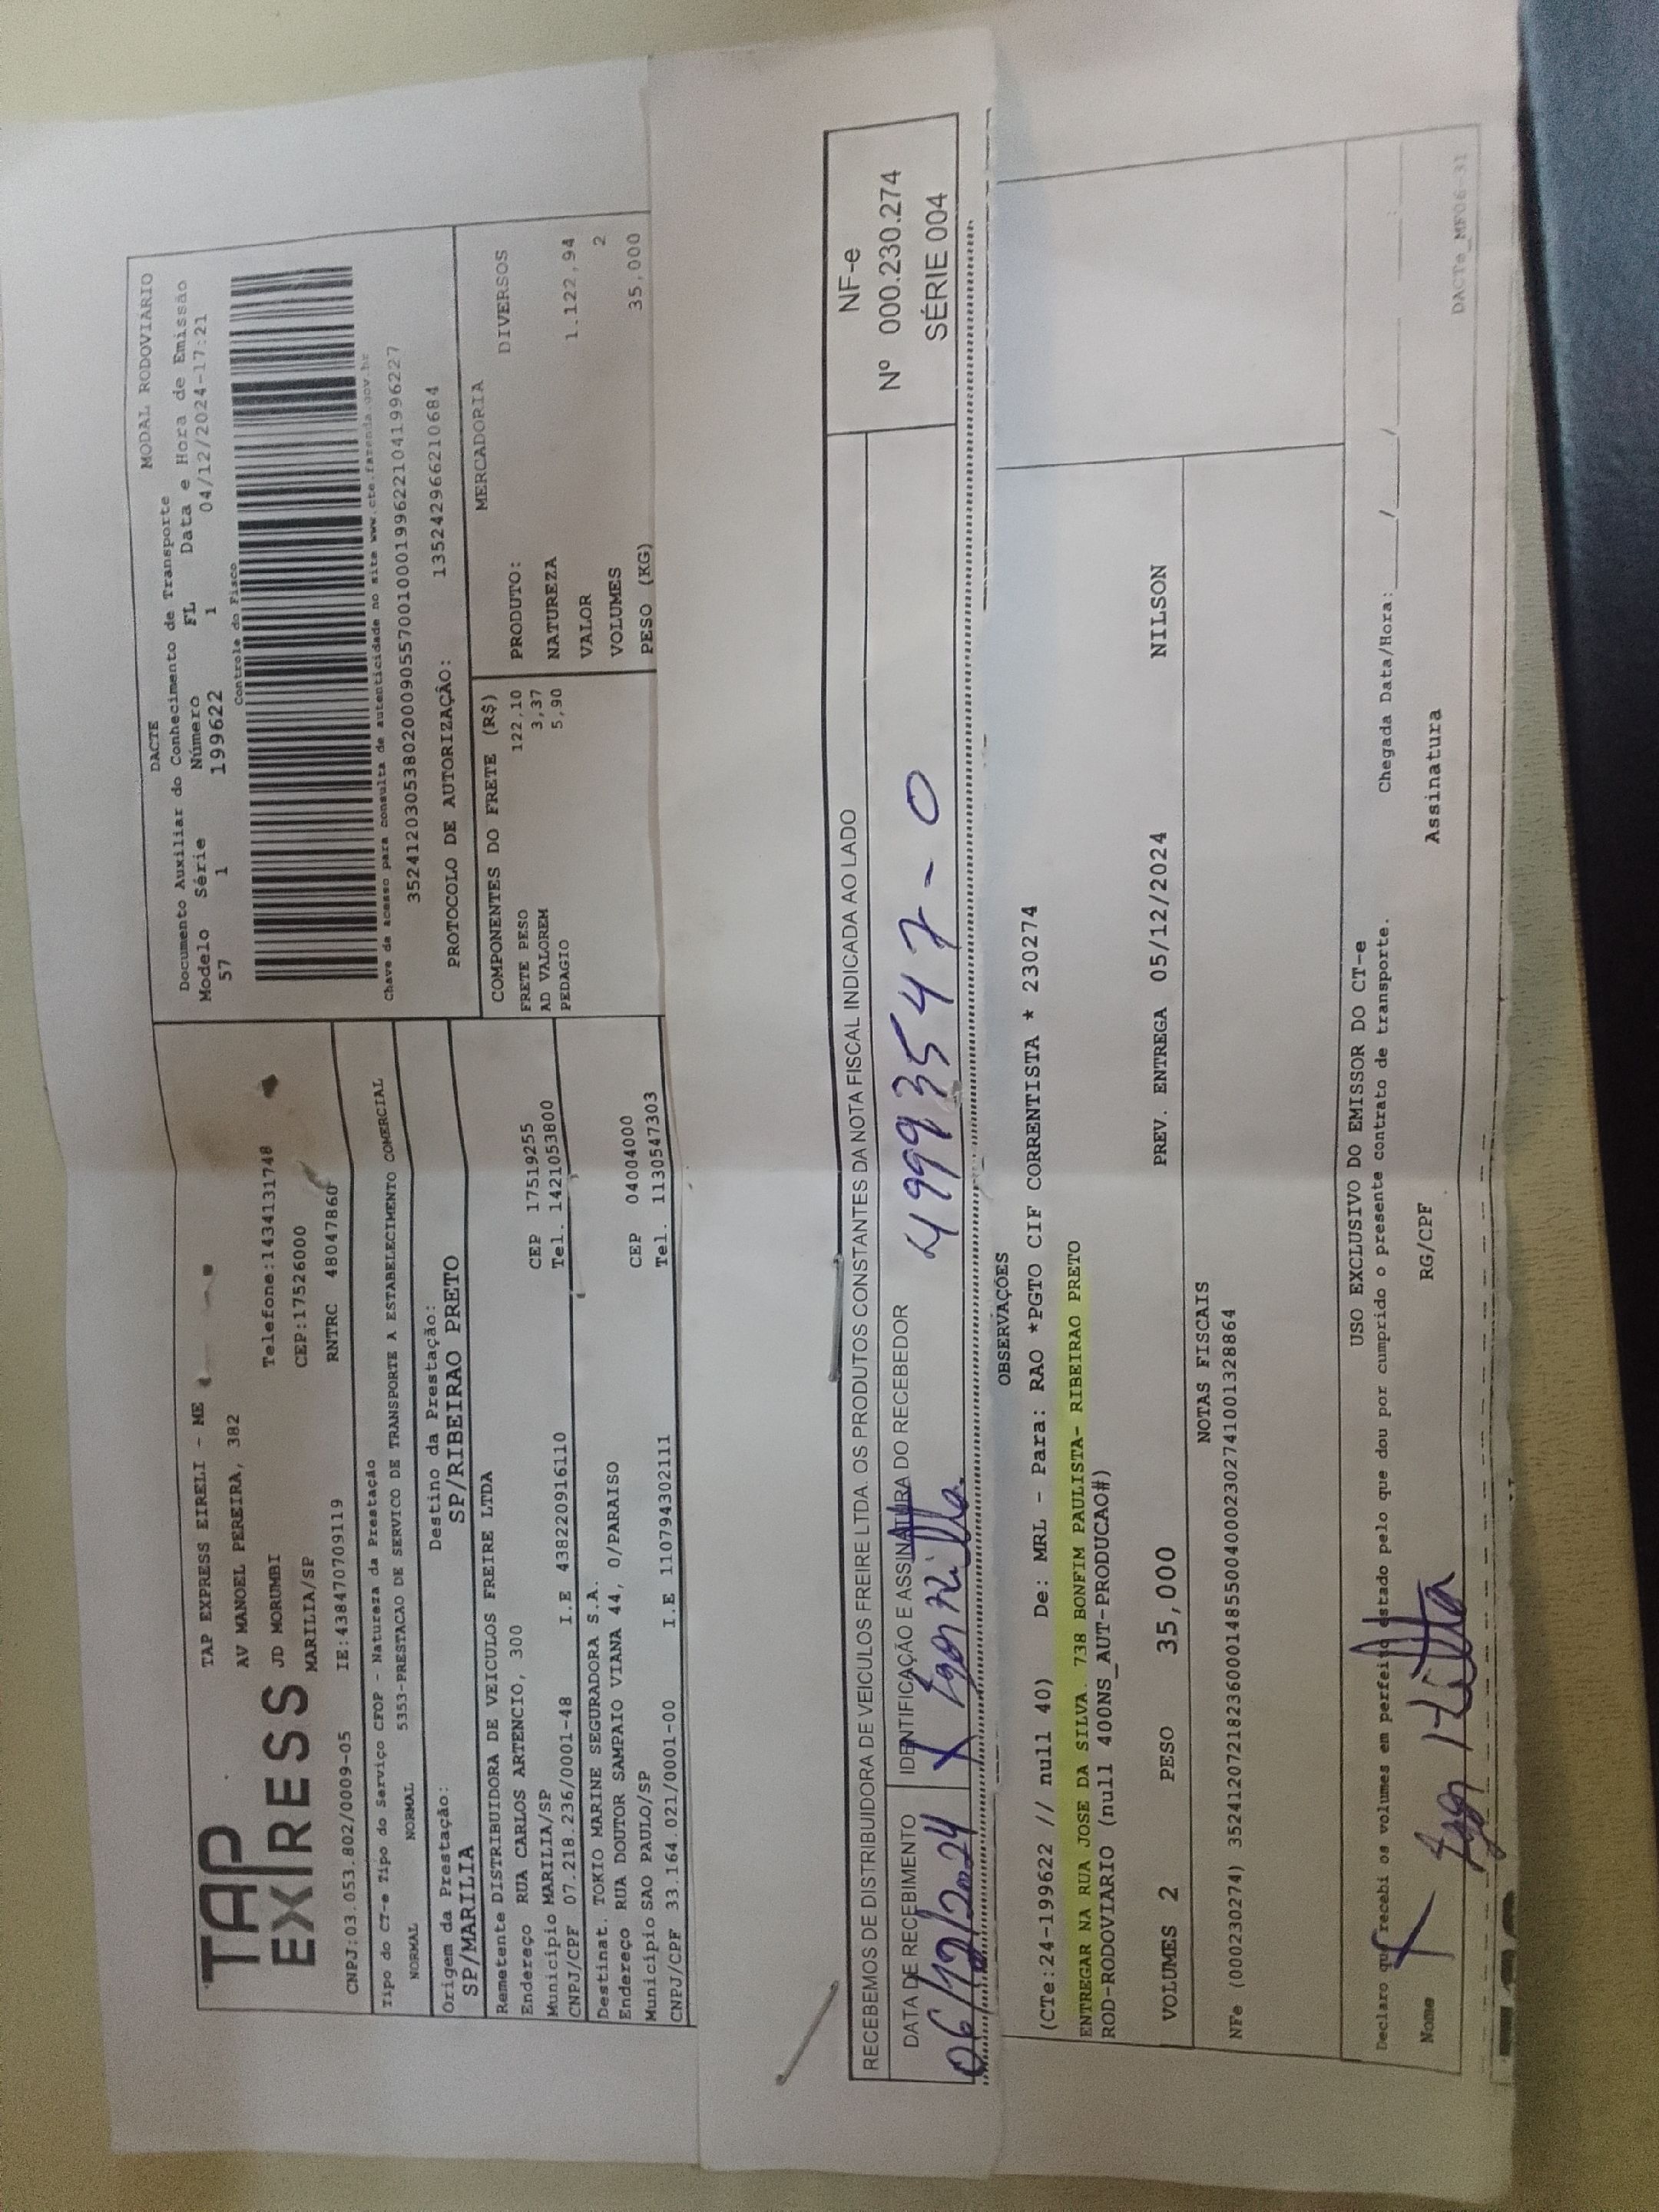 TAP EXPRESS
TAP EXPRESS EIRELI - ME
AV MANOEL PEREIRA, 382
JD MORUMBI Telefone:1434131748
MARILIA/SP CEP:17526000
CNPJ:03.053.802/0009-05 IE:438470709119 RNTRC 48047860
DACTE MODAL RODOVIARIO
Documento Auxiliar do Conhecimento de Transporte
Modelo Série Número FL Data e Hora de Emissão
57 1 199622 1 04/12/2024-17:21
Controle do Fisco
Chave de acesso para consulta de autenticidade no site www.cte.fazenda.gov.br
35241203053802000905570010001996221041996227
PROTOCOLO DE AUTORIZAÇÃO: 135242966210684
Tipo do CT-e Tipo do Serviço CFOP - Natureza da Prestação
NORMAL NORMAL 5353-PRESTACAO DE SERVICO DE TRANSPORTE A ESTABELECIMENTO COMERCIAL
Origem da Prestação: Destino da Prestação:
SP/MARILIA SP/RIBEIRAO PRETO
Remetente DISTRIBUIDORA DE VEICULOS FREIRE LTDA
Endereço RUA CARLOS ARTENCIO, 300
Município MARILIA/SP CEP 17519255
CNPJ/CPF 07.218.236/0001-48 I.E 438220916110 Tel. 1421053800
Destinat. TOKIO MARINE SEGURADORA S.A.
Endereço RUA DOUTOR SAMPAIO VIANA 44, 0/PARAISO
Município SAO PAULO/SP CEP 04004000
CNPJ/CPF 33.164.021/0001-00 I.E 110794302111 Tel. 1130547303
COMPONENTES DO FRETE (R$)
FRETE PESO 122,10
AD VALOREM 3,37
PEDAGIO 5,90
MERCADORIA
PRODUTO: DIVERSOS
NATUREZA
VALOR 1.122,94
VOLUMES 2
PESO (KG) 35,000
RECEBEMOS DE DISTRIBUIDORA DE VEICULOS FREIRE LTDA. OS PRODUTOS CONSTANTES DA NOTA FISCAL INDICADA AO LADO
DATA DE RECEBIMENTO IDENTIFICAÇÃO E ASSINATURA DO RECEBEDOR
06/12/2024 49993547-0
NF-e
Nº 000.230.274
SÉRIE 004
OBSERVAÇÕES
(CTe:24-199622 // null 40) De: MRL - Para: RAO *PGTO CIF CORRENTISTA * 230274
ENTREGAR NA RUA JOSE DA SILVA. 738 BONFIM PAULISTA- RIBEIRAO PRETO
ROD-RODOVIARIO (null 400NS_AUT-PRODUCAO#)
VOLUMES 2 PESO 35,000 PREV. ENTREGA 05/12/2024 NILSON
NOTAS FISCAIS
NFe (000230274) 35241207218236000148550040002302741001328864
USO EXCLUSIVO DO EMISSOR DO CT-e
Declaro que recebi os volumes em perfeito estado pelo que dou por cumprido o presente contrato de transporte. Chegada Data/Hora:____/____/____ ____:____
Nome RG/CPF Assinatura
DACTe_MF06-31